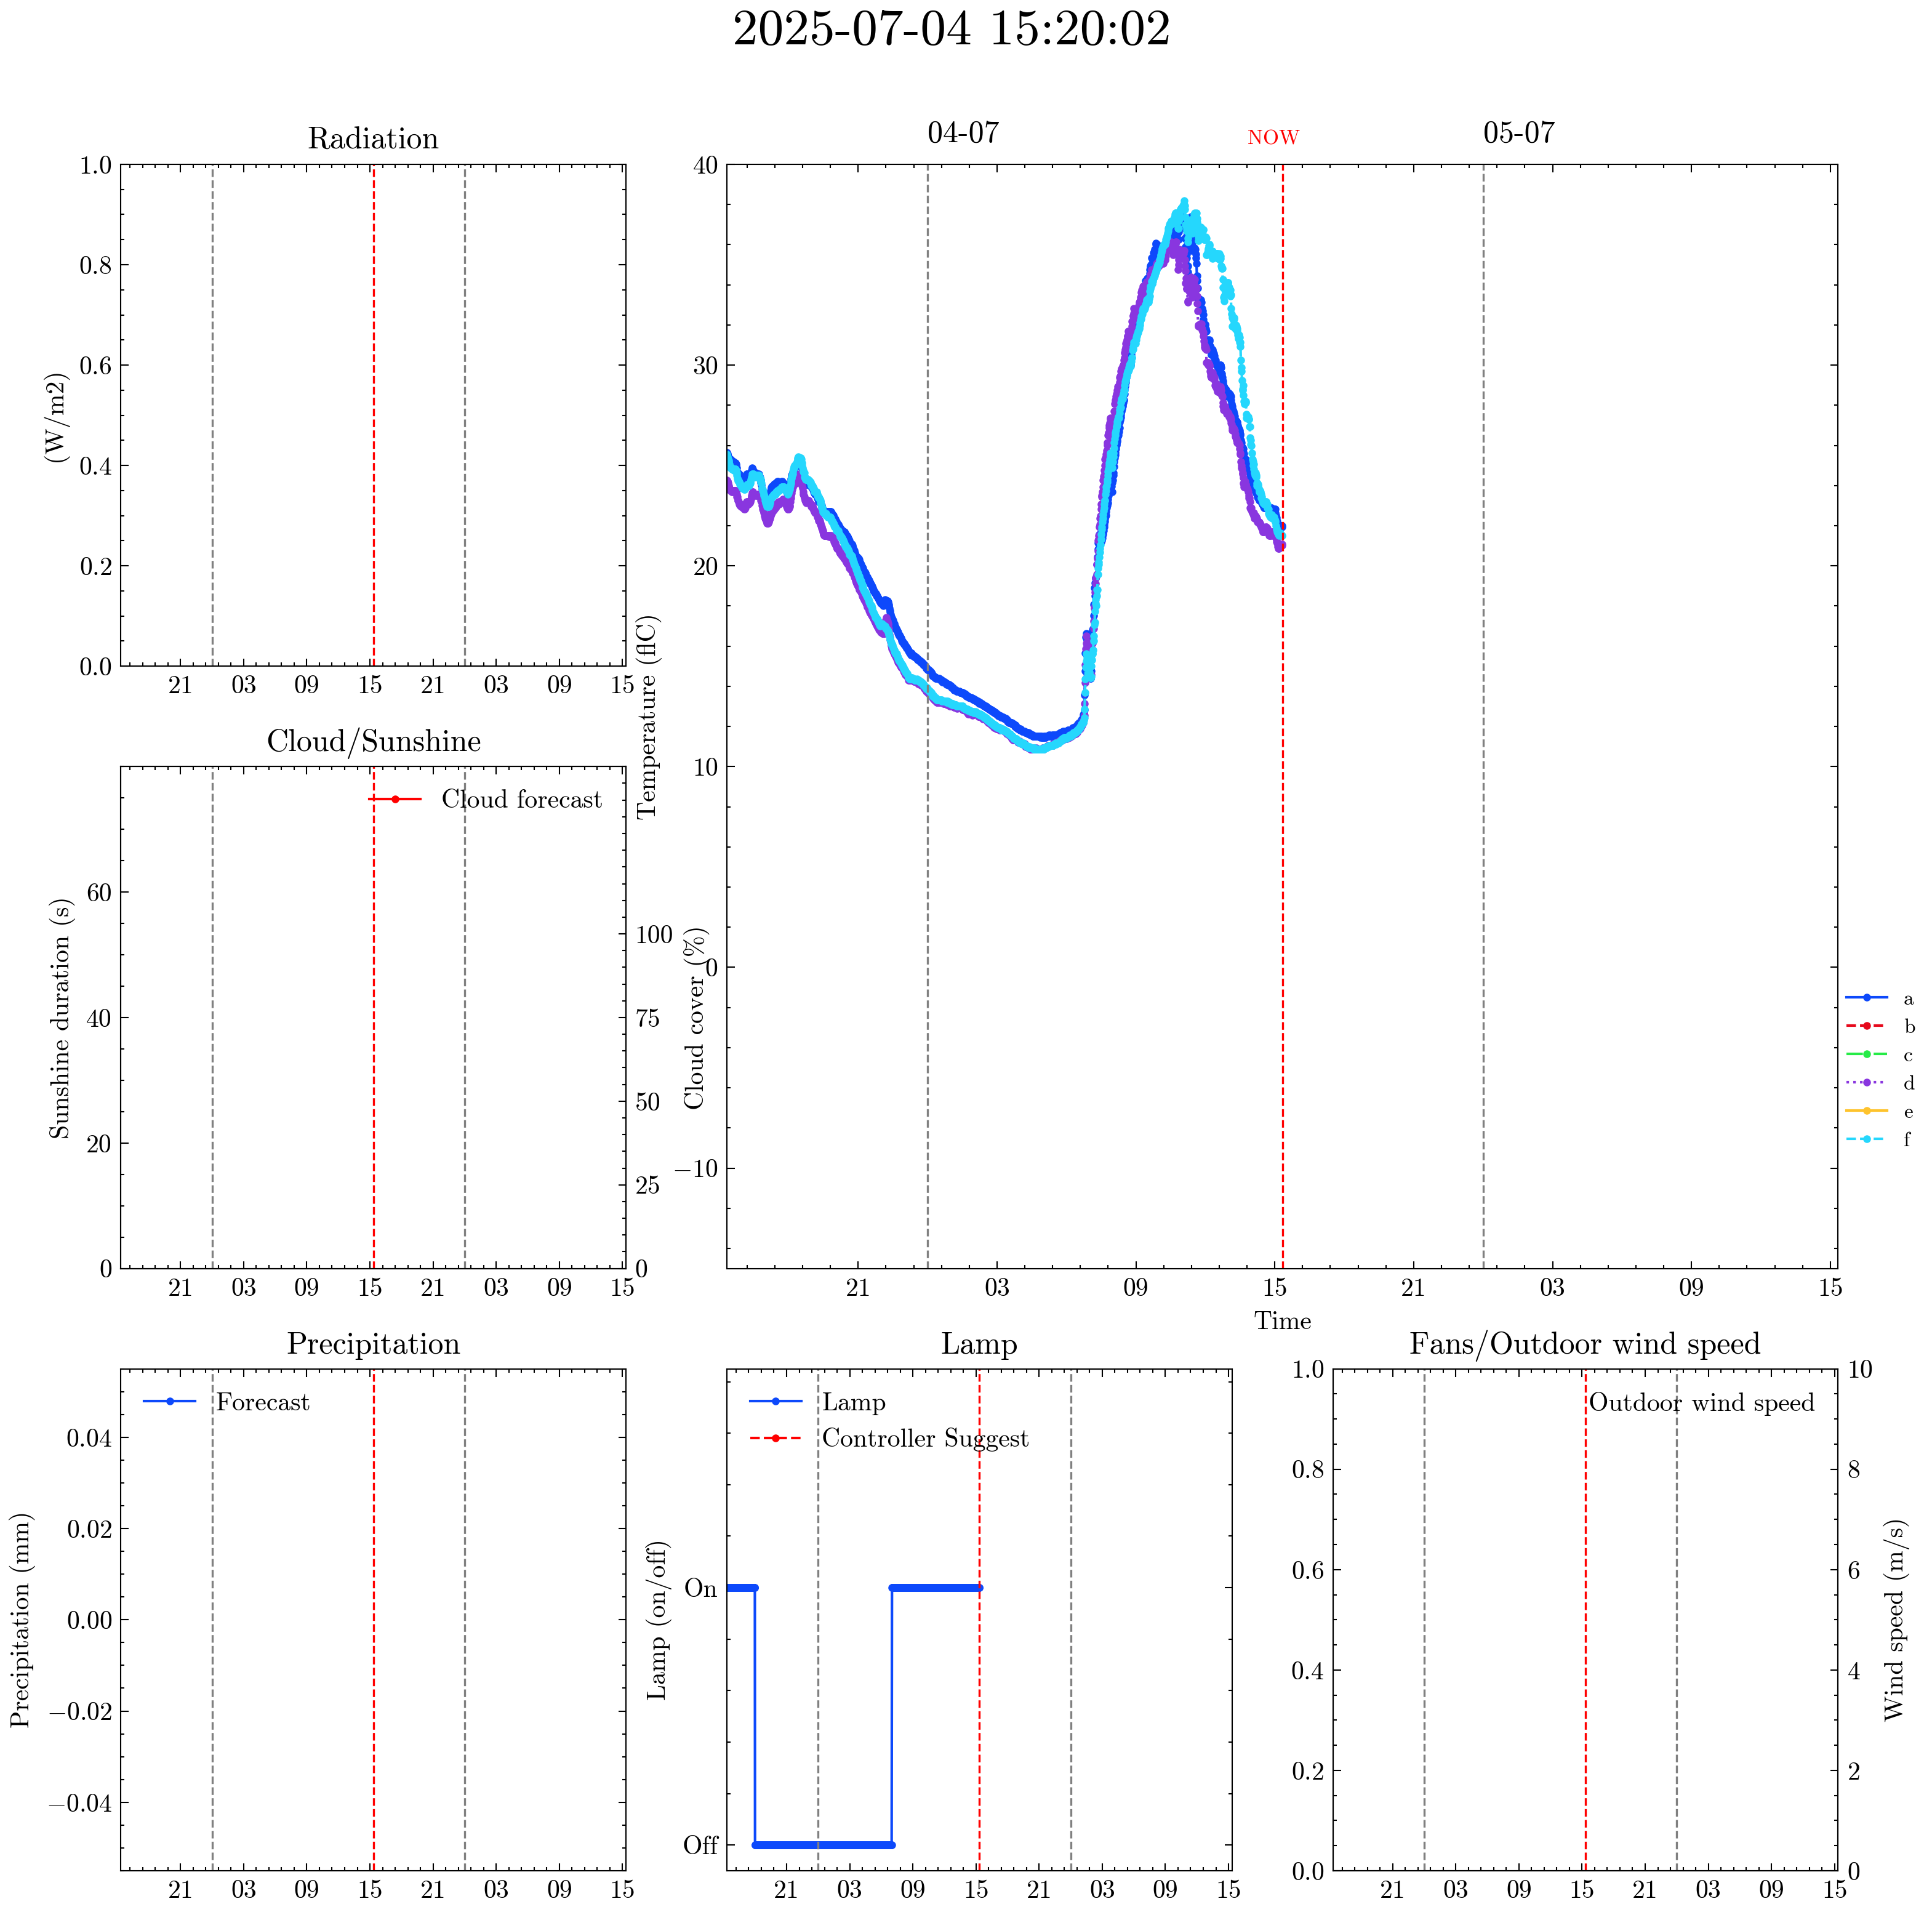 2025-07-04 15:20:02
Radiation
(W/m2)
1.0
0.8
0.6
0.4
0.2
0.0
21 03 09 15 21 03 09 15
04-07 NOW 05-07
Temperature (flC)
40
30
20
10
0
−10
21 03 09 15 21 03 09 15
Time
a
b
c
d
e
f
Cloud/Sunshine
Cloud forecast
Sunshine duration (s)
60
40
20
0
Cloud cover (%)
100
75
50
25
0
21 03 09 15 21 03 09 15
Precipitation
Forecast
Precipitation (mm)
0.04
0.02
0.00
−0.02
−0.04
21 03 09 15 21 03 09 15
Lamp
Lamp
Controller Suggest
Lamp (on/off)
On
Off
21 03 09 15 21 03 09 15
Fans/Outdoor wind speed
Outdoor wind speed
1.0
0.8
0.6
0.4
0.2
0.0
Wind speed (m/s)
10
8
6
4
2
0
21 03 09 15 21 03 09 15